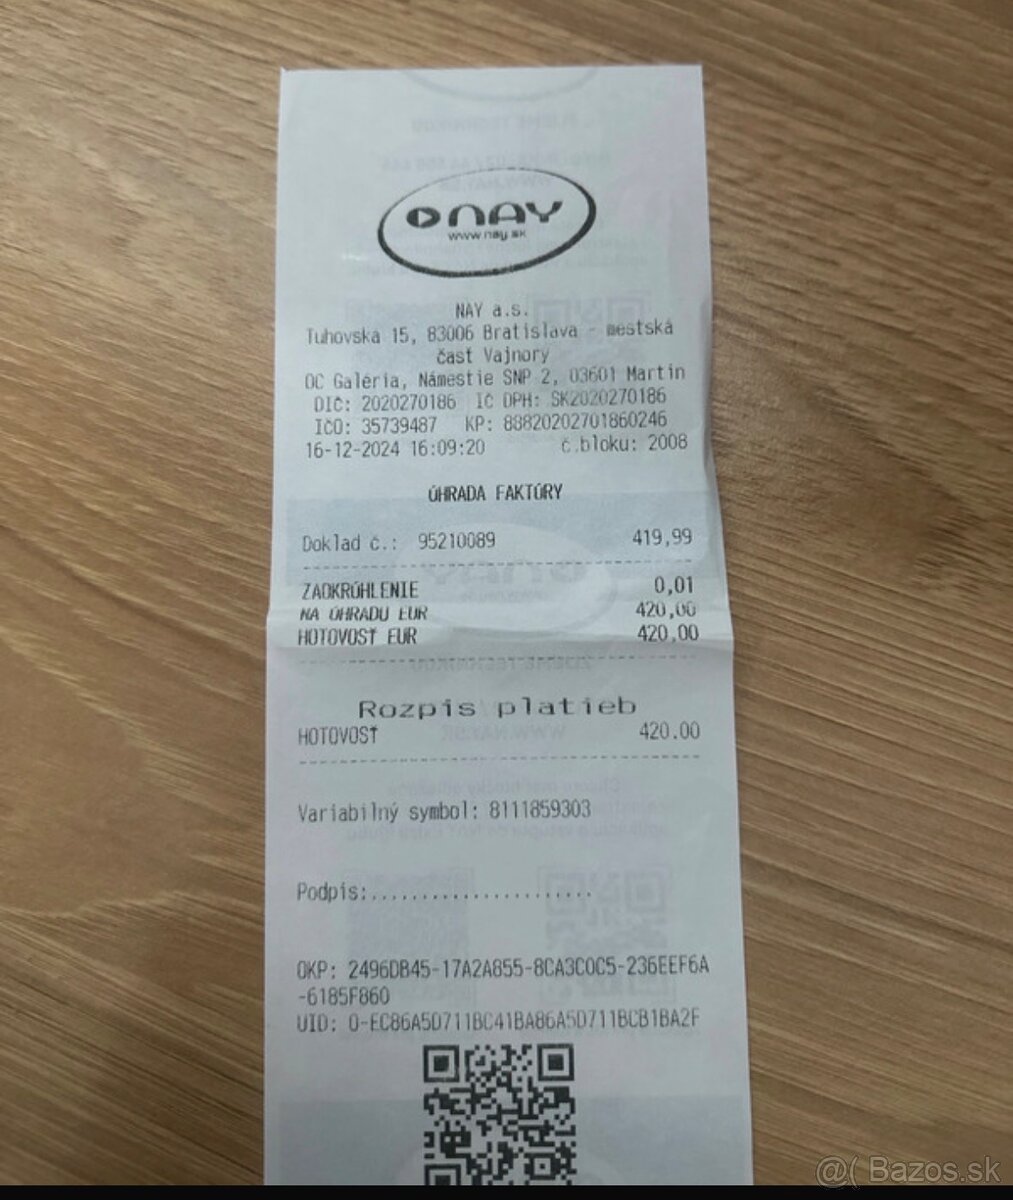 NAY
www.nay.sk
NAY a.s.
Tuhovská 15, 83006 Bratislava - mestská
časť Vajnory
OC Galéria, Námestie SNP 2, 03601 Martin
DIČ: 2020270186 IČ DPH: SK2020270186
IČO: 35739487 KP: 88820202701860246
16-12-2024 16:09:20 č.bloku: 2008
ÚHRADA FAKTÚRY
Doklad č.: 95210089 419,99
ZAOKRÚHLENIE 0,01
NA ÚHRADU EUR 420,00
HOTOVOSŤ EUR 420,00
Rozpis platieb
HOTOVOSŤ 420.00
Variabilný symbol: 8111859303
Podpis:.......................
OKP: 2496DB45-17A2A855-8CA3C0C5-236EEF6A
-6185F860
UID: O-EC86A5D711BC41BA86A5D711BCB1BA2F
@( Bazos.sk